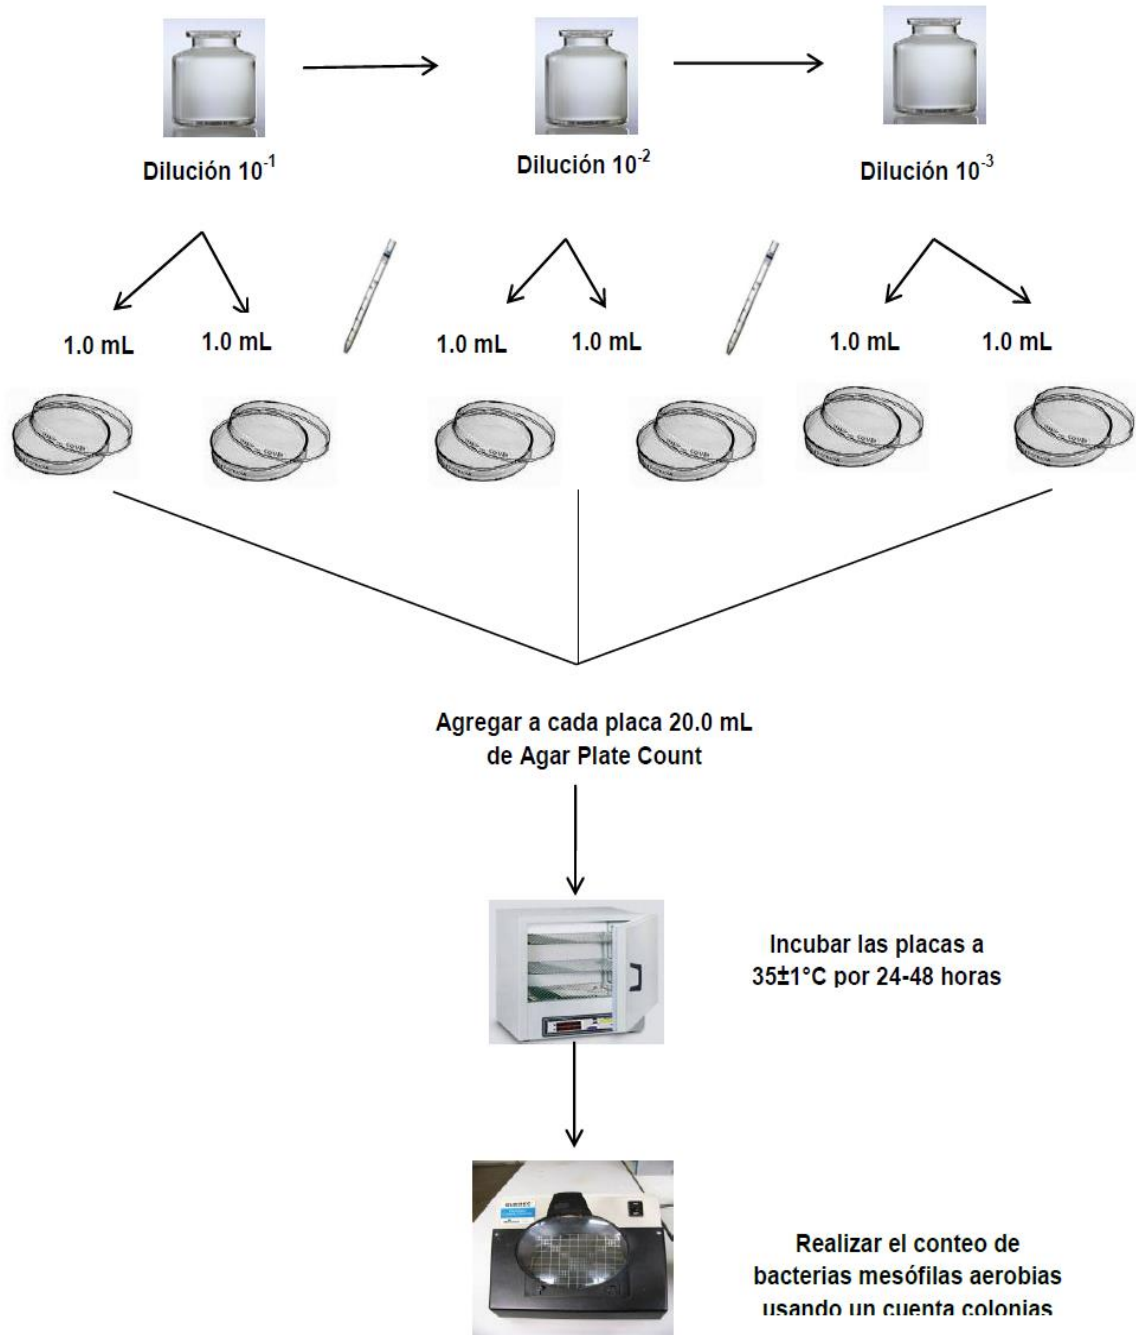 Dilución 10⁻¹
Dilución 10⁻²
Dilución 10⁻³
1.0 mL
1.0 mL
1.0 mL
1.0 mL
1.0 mL
1.0 mL
Agregar a cada placa 20.0 mL
de Agar Plate Count
Incubar las placas a
35±1°C por 24-48 horas
Realizar el conteo de
bacterias mesófilas aerobias
usando un cuenta colonias